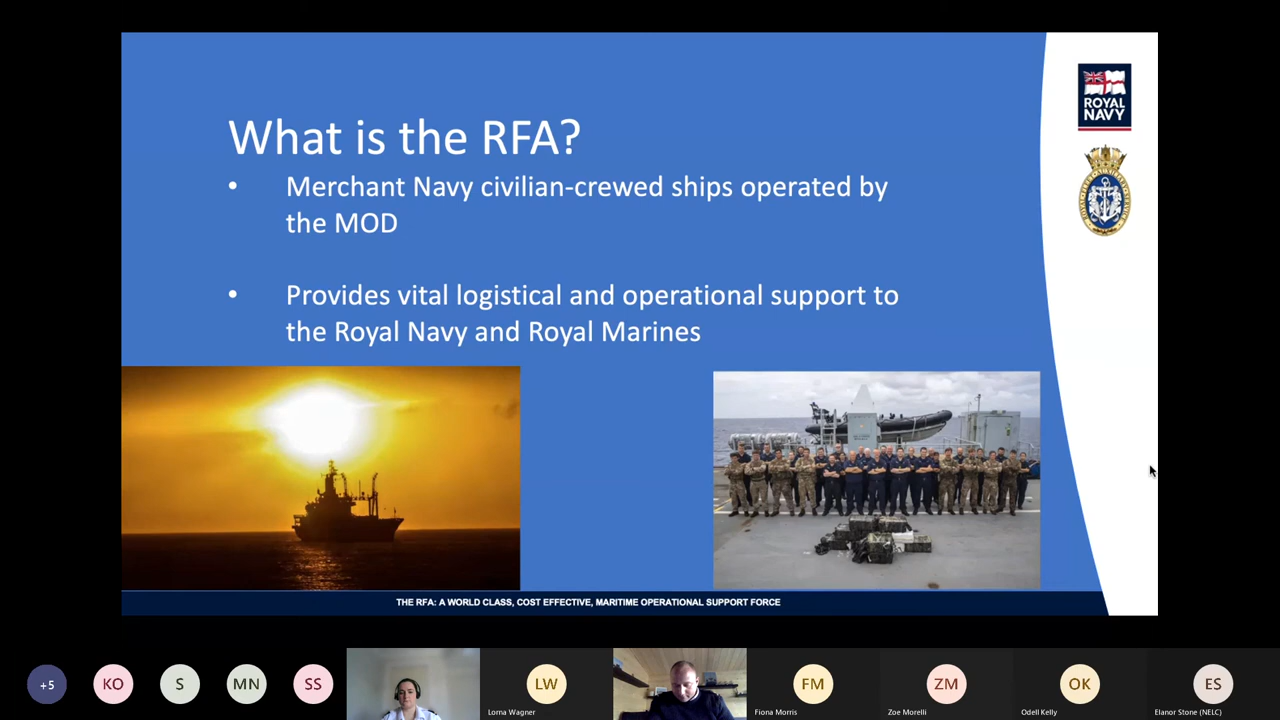 What is the RFA?
• Merchant Navy civilian-crewed ships operated by
the MOD
• Provides vital logistical and operational support to
the Royal Navy and Royal Marines
ROYAL
NAVY
THE RFA: A WORLD CLASS, COST EFFECTIVE, MARITIME OPERATIONAL SUPPORT FORCE
+5
KO
S
MN
SS
LW
Lorna Wagner
FM
Fiona Morris
ZM
Zoe Morelli
OK
Odell Kelly
ES
Elanor Stone (NELC)